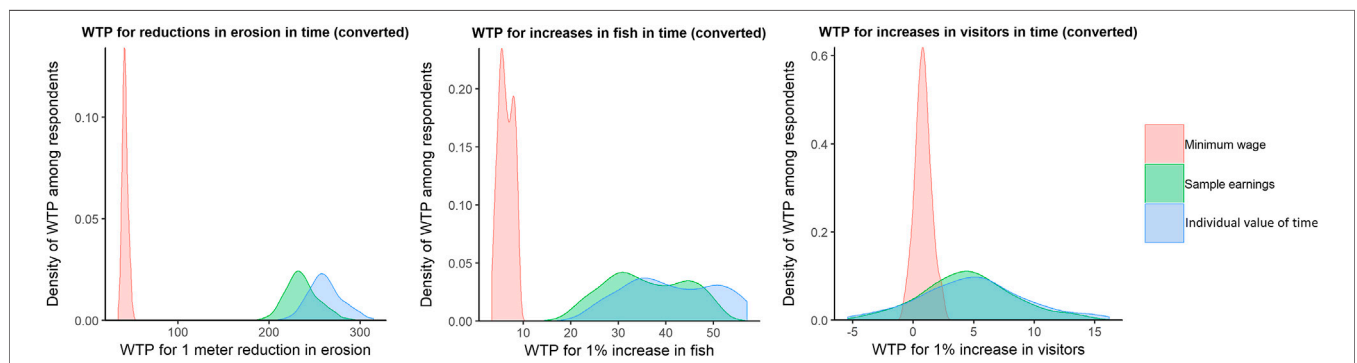 WTP for reductions in erosion in time (converted)
Density of WTP among respondents
0.10
0.05
0.00
100
200
300
WTP for 1 meter reduction in erosion
WTP for increases in fish in time (converted)
Density of WTP among respondents
0.20
0.15
0.10
0.05
0.00
10
20
30
40
50
WTP for 1% increase in fish
WTP for increases in visitors in time (converted)
Density of WTP among respondents
0.6
0.4
0.2
0.0
-5
0
5
10
15
WTP for 1% increase in visitors
Minimum wage
Sample earnings
Individual value of time